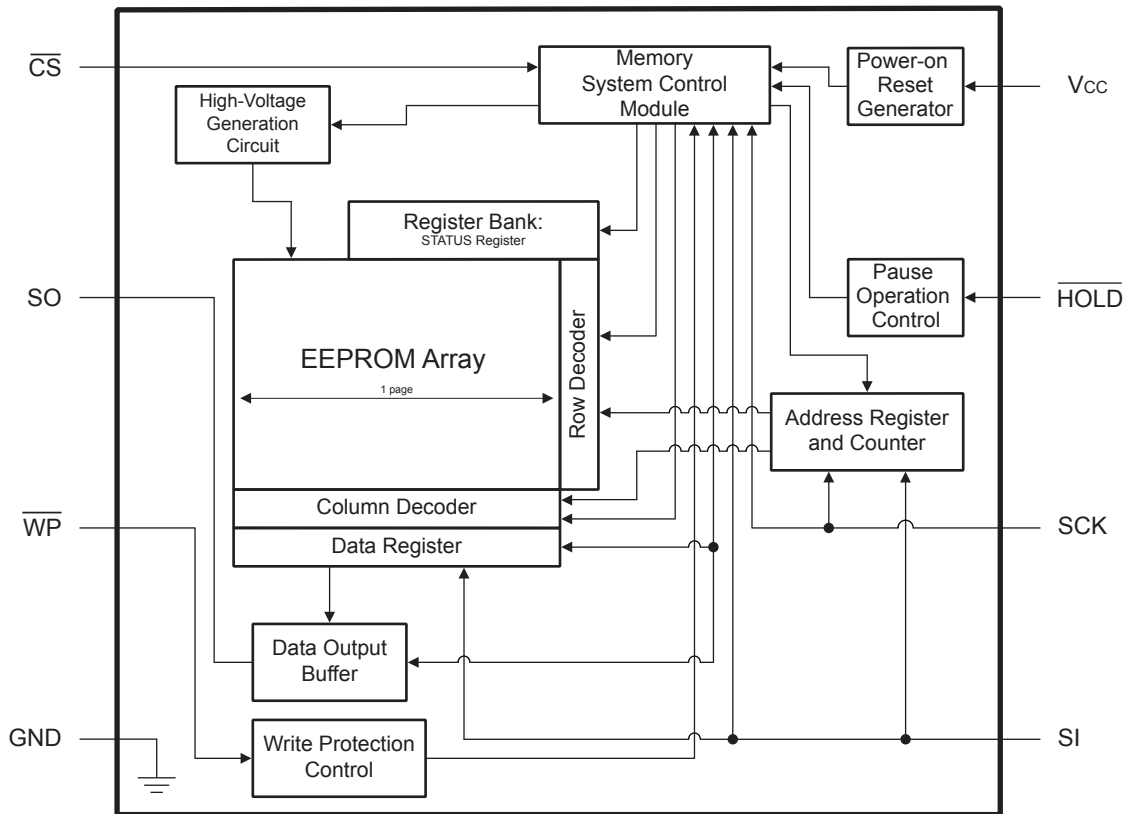 CS
Memory
System Control
Module
Power-on
Reset
Generator
VCC
High-Voltage
Generation
Circuit
Register Bank:
STATUS Register
SO
Pause
Operation
Control
HOLD
EEPROM Array
1 page
Row Decoder
Address Register
and Counter
Column Decoder
WP
SCK
Data Register
Data Output
Buffer
GND
Write Protection
Control
SI